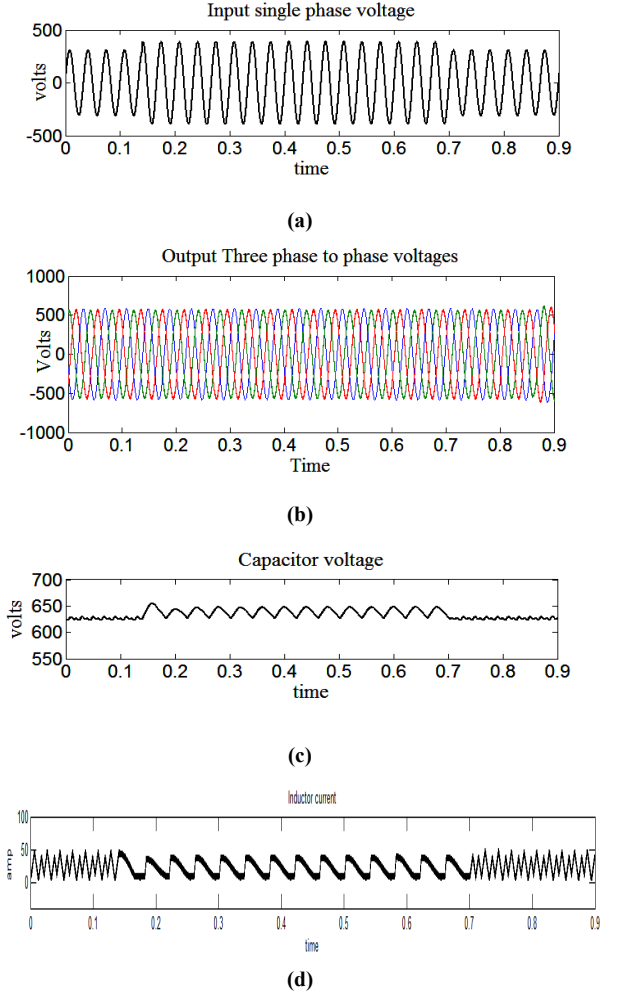 Input single phase voltage
500
0
-500
volts
0 0.1 0.2 0.3 0.4 0.5 0.6 0.7 0.8 0.9
time
(a)
Output Three phase to phase voltages
1000
500
0
-500
-1000
Volts
0 0.1 0.2 0.3 0.4 0.5 0.6 0.7 0.8 0.9
Time
(b)
Capacitor voltage
700
650
600
550
volts
0 0.1 0.2 0.3 0.4 0.5 0.6 0.7 0.8 0.9
time
(c)
Inductor current
100
50
0
amp
0 0.1 0.2 0.3 0.4 0.5 0.6 0.7 0.8 0.9
time
(d)